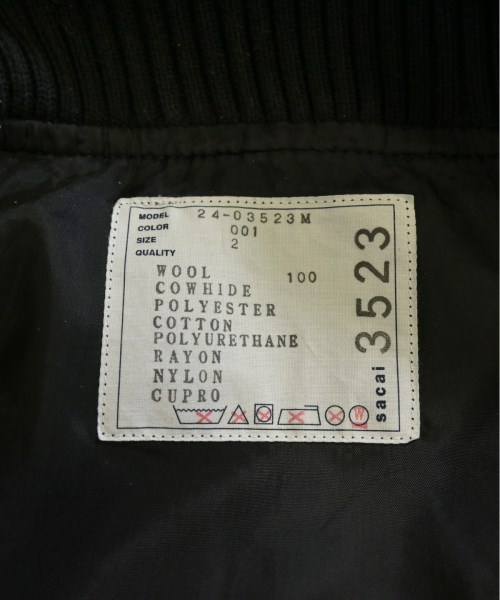 MODEL 24-03523M
COLOR 001
SIZE 2
QUALITY
WOOL 100
COWHIDE
POLYESTER
COTTON
POLYURETHANE
RAYON
NYLON
CUPRO
W
sacai 3523